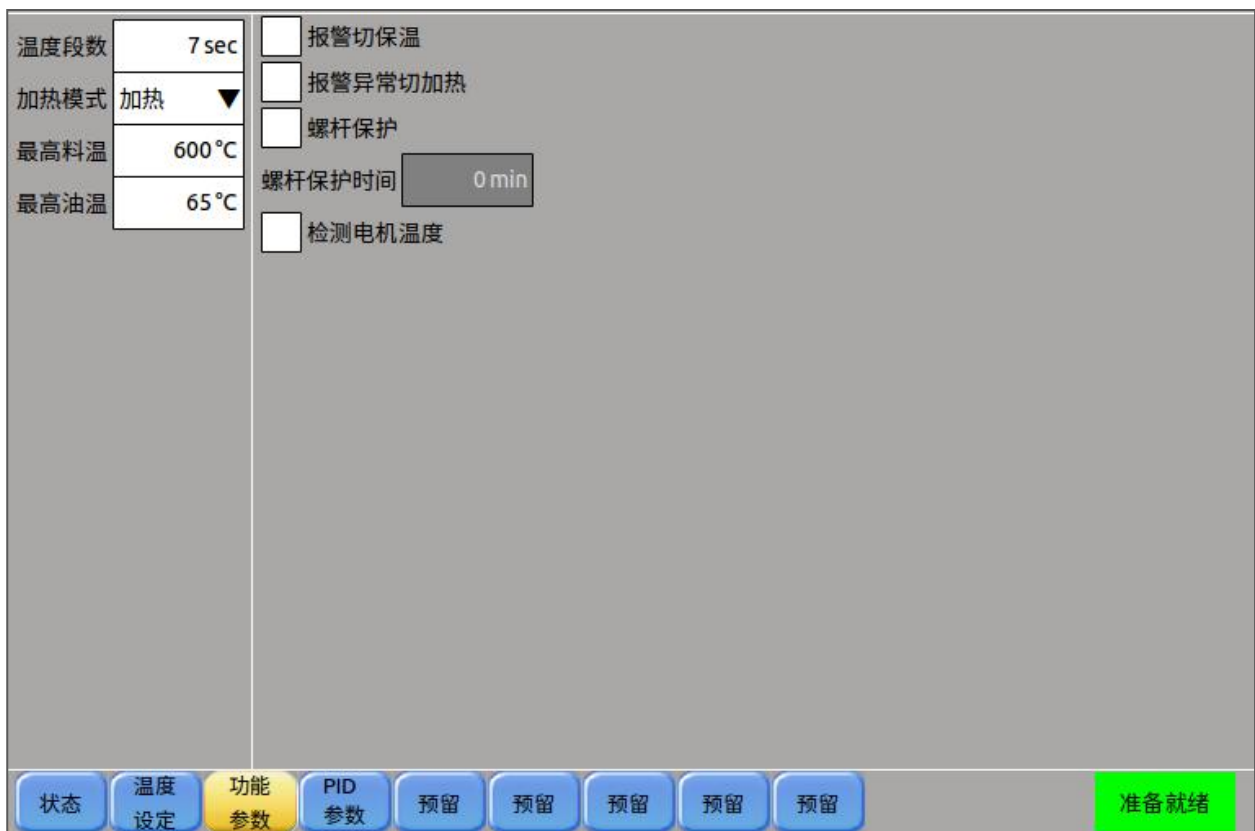 温度段数 7 sec
加热模式 加热 ▼
最高料温 600 °C
最高油温 65 °C
报警切保温
报警异常切加热
螺杆保护
螺杆保护时间 0 min
检测电机温度
状态
温度
设定
功能
参数
PID
参数
预留
预留
预留
预留
预留
准备就绪